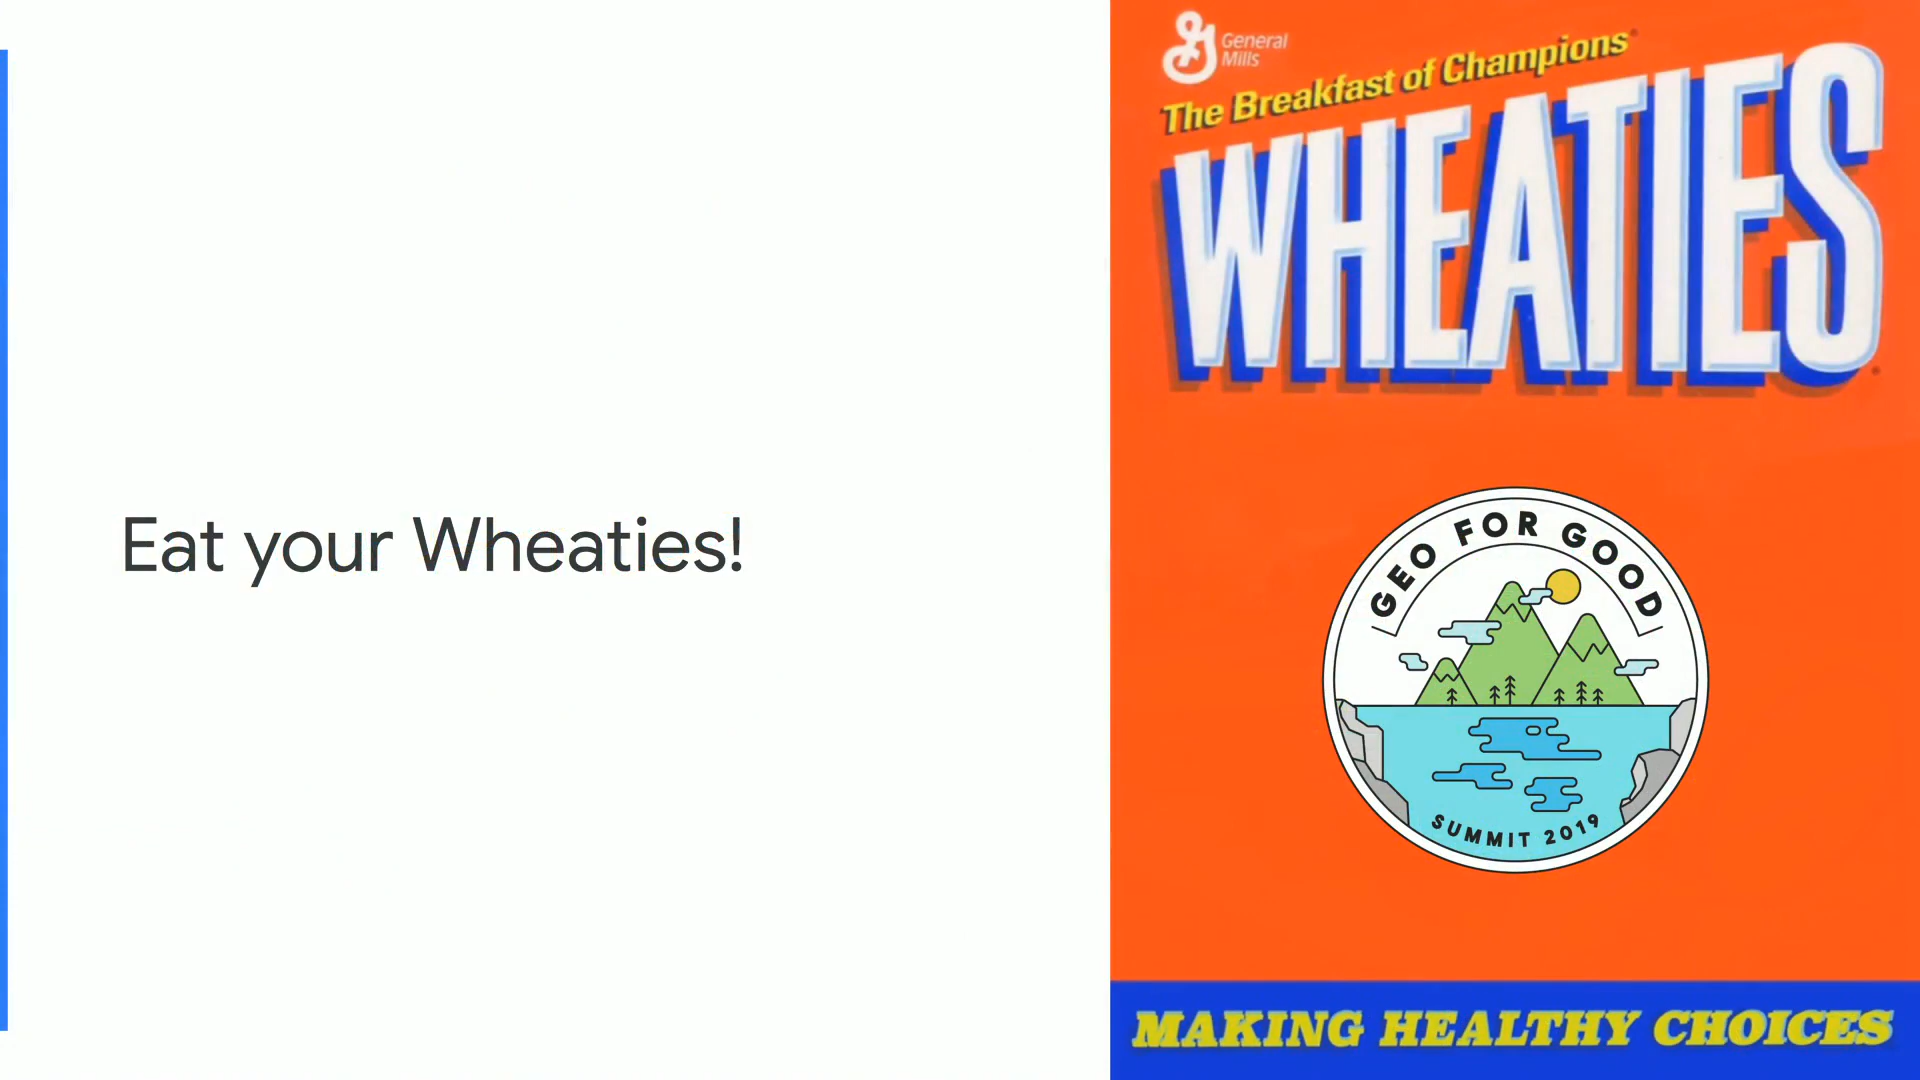 Eat your Wheaties!
General
Mills
The Breakfast of Champions
WHEATIES
GEO FOR GOOD
SUMMIT 2019
MAKING HEALTHY CHOICES